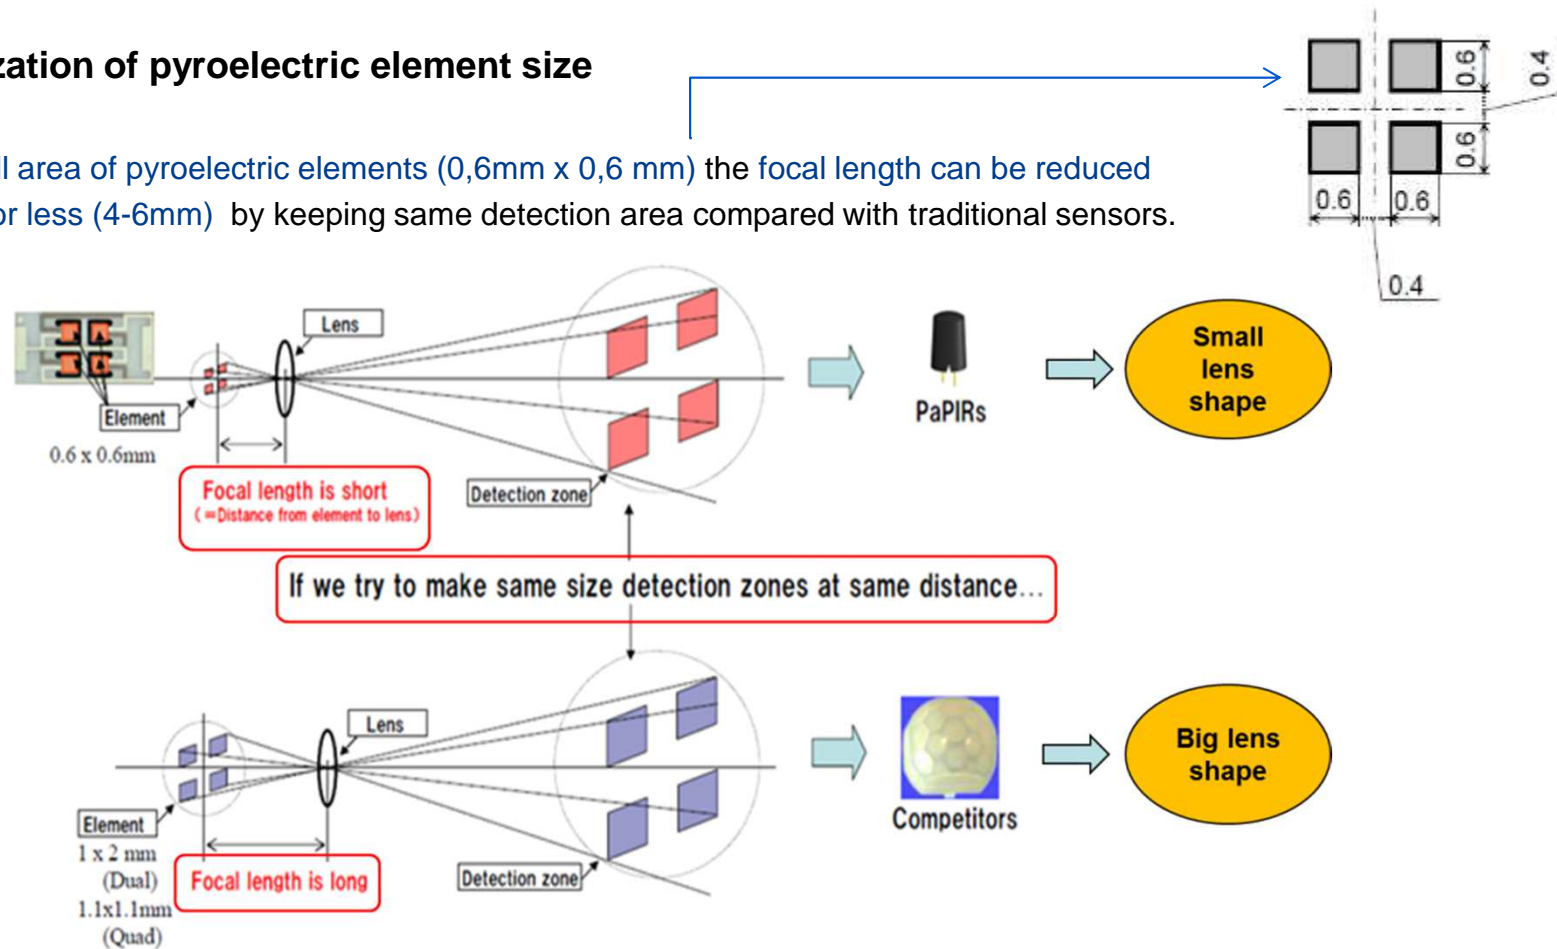 zation of pyroelectric element size
ll area of pyroelectric elements (0,6mm x 0,6 mm) the focal length can be reduced
or less (4-6mm) by keeping same detection area compared with traditional sensors.
0.6
0.4
0.6
0.6 0.6
0.4
Lens
Element
0.6 x 0.6mm
Focal length is short
(=Distance from element to lens)
Detection zone
PaPIRs
Small
lens
shape
If we try to make same size detection zones at same distance...
Lens
Element
1 x 2 mm
(Dual)
1.1x1.1mm
(Quad)
Focal length is long
Detection zone
Competitors
Big lens
shape